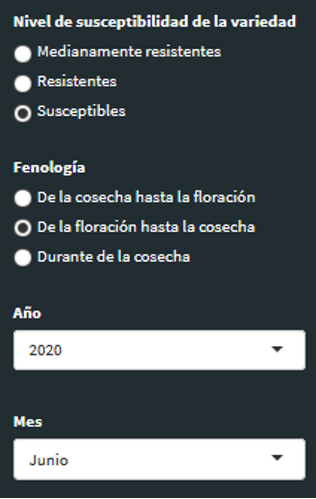 Nivel de susceptibilidad de la variedad
Medianamente resistentes
Resistentes
Susceptibles
Fenología
De la cosecha hasta la floración
De la floración hasta la cosecha
Durante de la cosecha
Año
2020
Mes
Junio